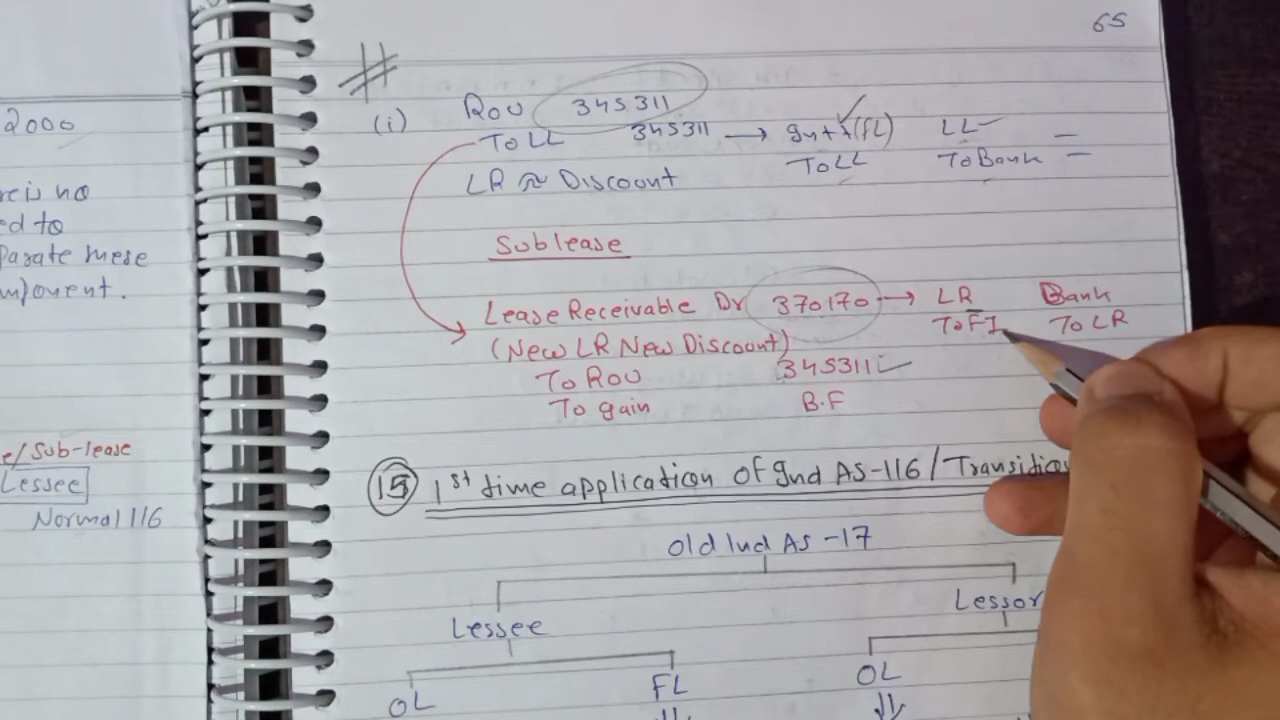 2000
re is no
ed to
parate these
mponent.
e/Sub-lease
Lessee
Normal 116
65
#
(i) ROU 345311
To LL 345311 → Int (FL) LL
To LL To Bank
LR ≈ Discount
Sublease
Lease Receivable Dr 370170 → LR Bank
To FI To LR
(New LR New Discount)
To ROU 345311
To gain B.F
15 1st time application of Ind AS-116 / Transition
Old Ind AS-17
Lessee Lessor
OL FL OL